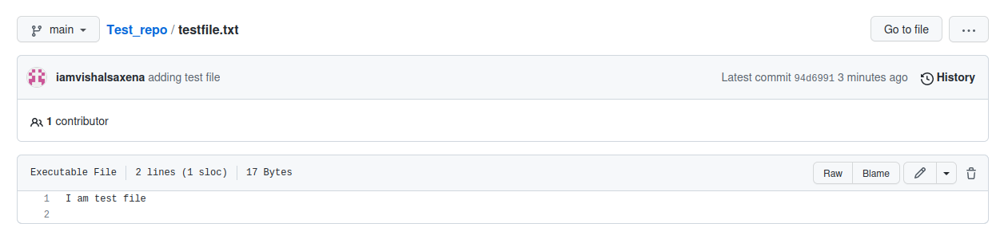 main Test_repo / testfile.txt Go to file ...
iamvishalsaxena adding test file Latest commit 94d6991 3 minutes ago History
1 contributor
Executable File 2 lines (1 sloc) 17 Bytes Raw Blame
1 I am test file
2